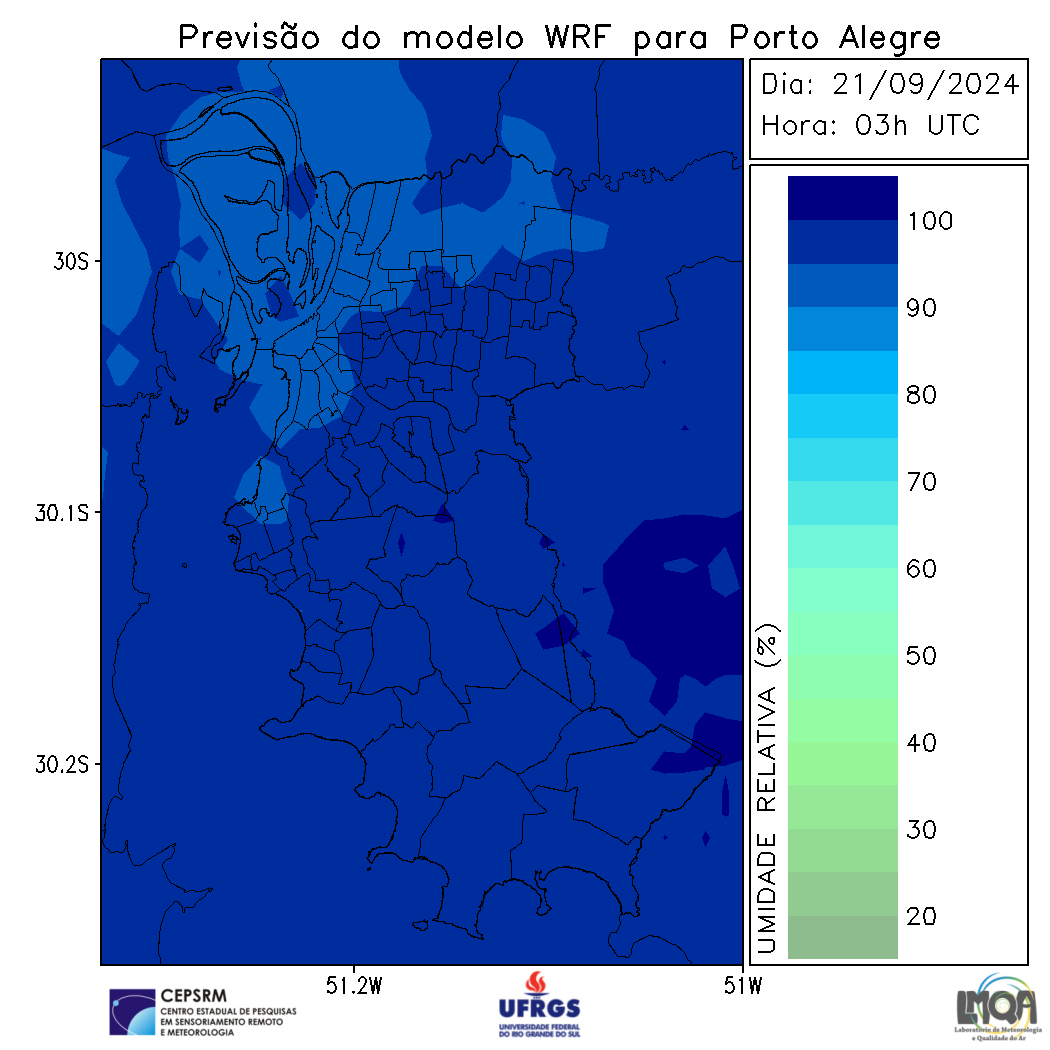 Previsão do modelo WRF para Porto Alegre
Dia: 21/09/2024
Hora: 03h UTC
30S
30.1S
30.2S
51.2W
51W
100
90
80
70
60
50
40
30
20
UMIDADE RELATIVA (%)
CEPSRM
CENTRO ESTADUAL DE PESQUISAS
EM SENSORIAMENTO REMOTO
E METEOROLOGIA
UFRGS
UNIVERSIDADE FEDERAL
DO RIO GRANDE DO SUL
LMQA
Laboratório de Meteorologia
e Qualidade do Ar